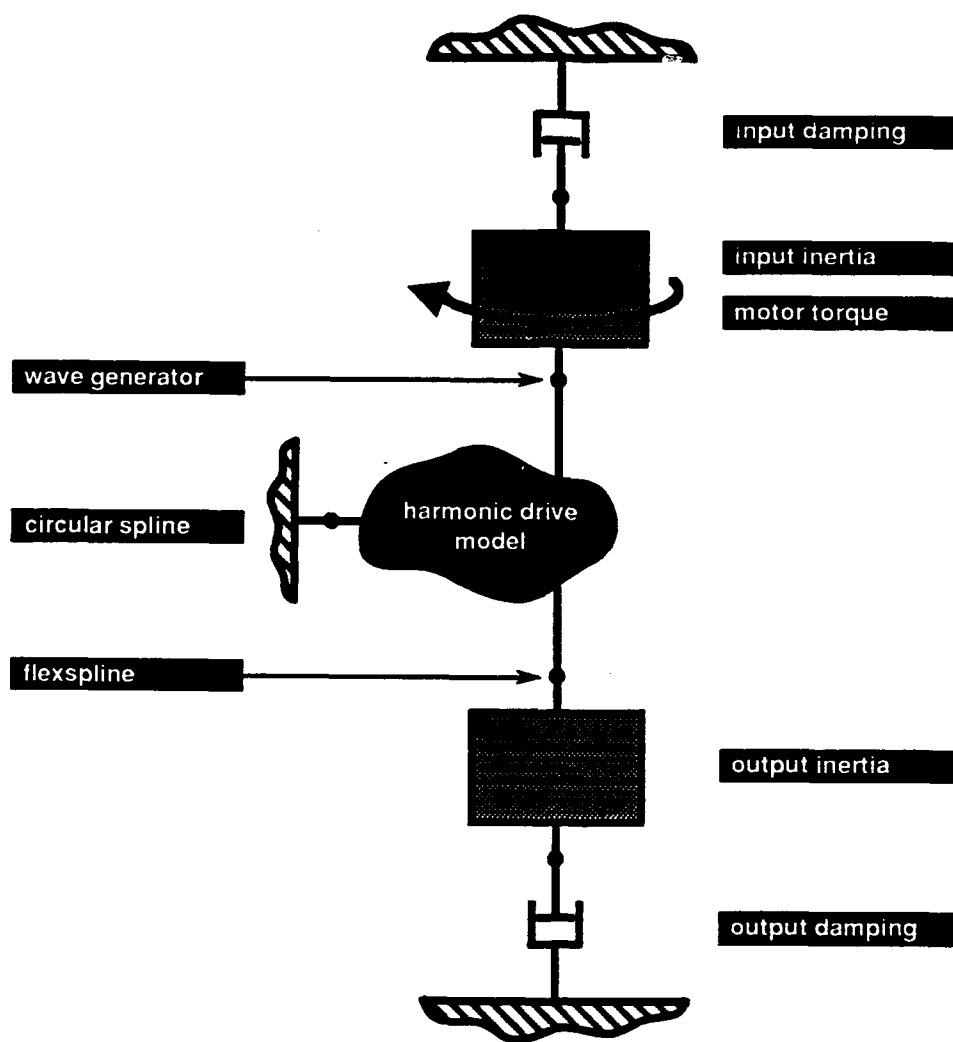 input damping
input inertia
motor torque
wave generator
circular spline
harmonic drive
model
flexspline
output inertia
output damping